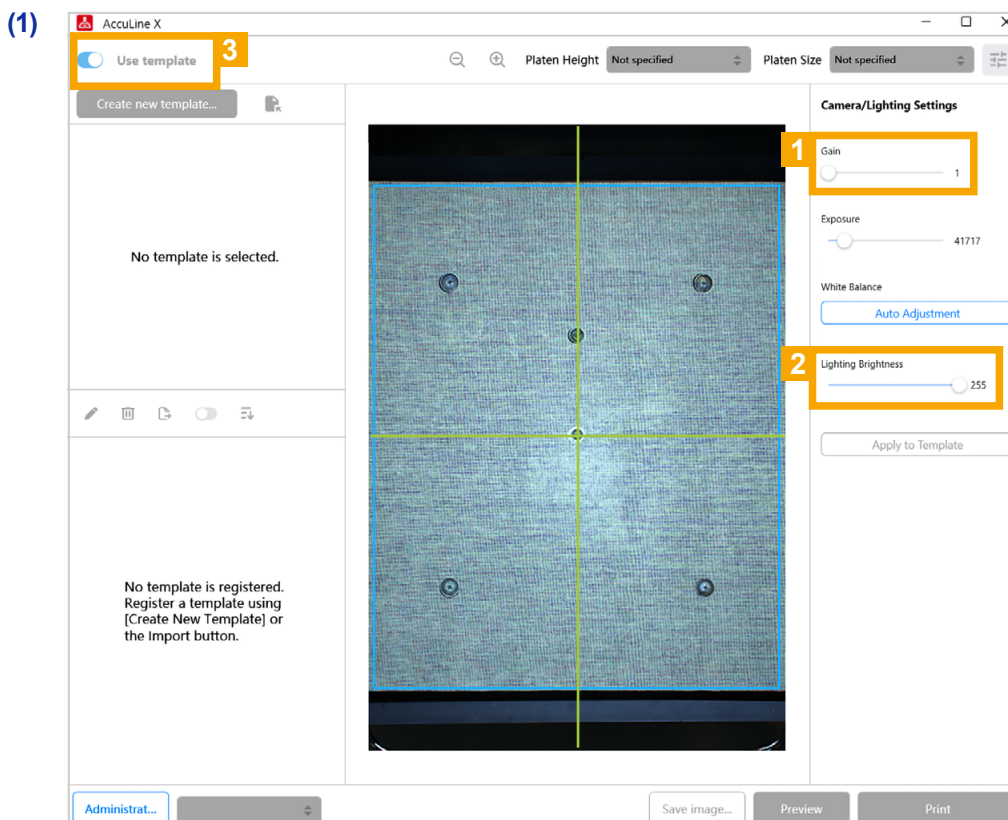 (1)
AccuLine X
Use template
3
Platen Height
Not specified
Platen Size
Not specified
Create new template...
No template is selected.
No template is registered.
Register a template using
[Create New Template] or
the Import button.
Camera/Lighting Settings
1
Gain
1
Exposure
41717
White Balance
Auto Adjustment
2
Lighting Brightness
255
Apply to Template
Administrat...
Save image...
Preview
Print